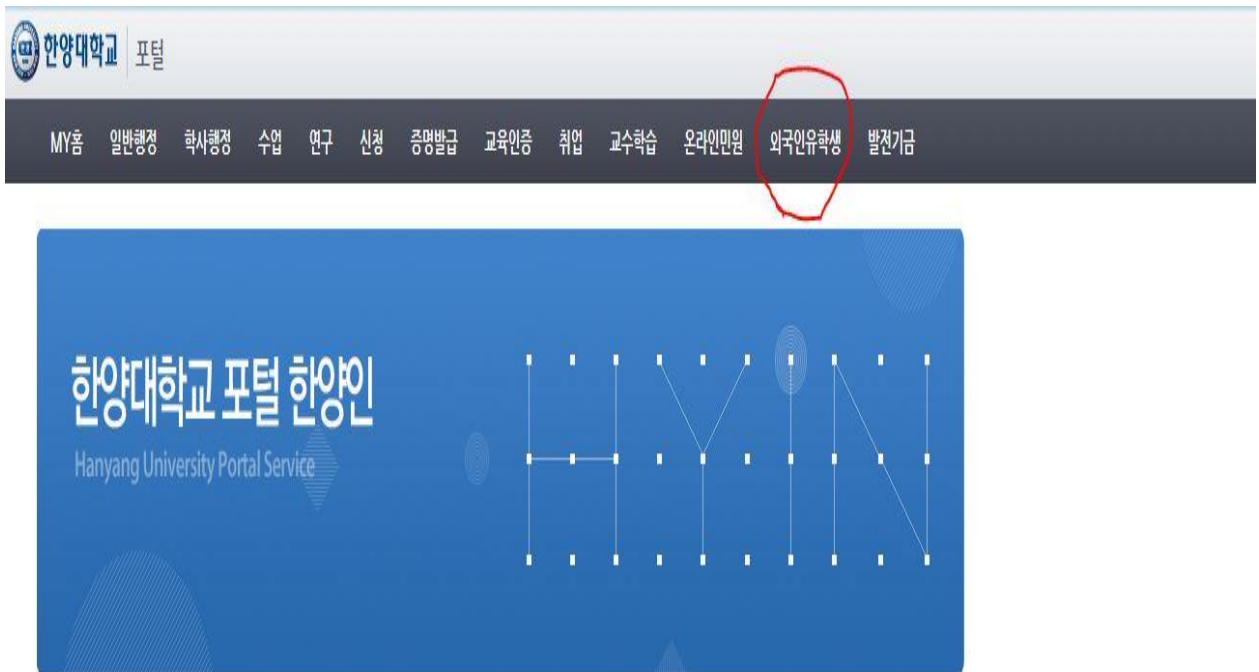 한양대학교 포털
MY홈 일반행정 학사행정 수업 연구 신청 증명발급 교육인증 취업 교수학습 온라인민원 외국인유학생 발전기금
한양대학교 포털 한양인
Hanyang University Portal Service